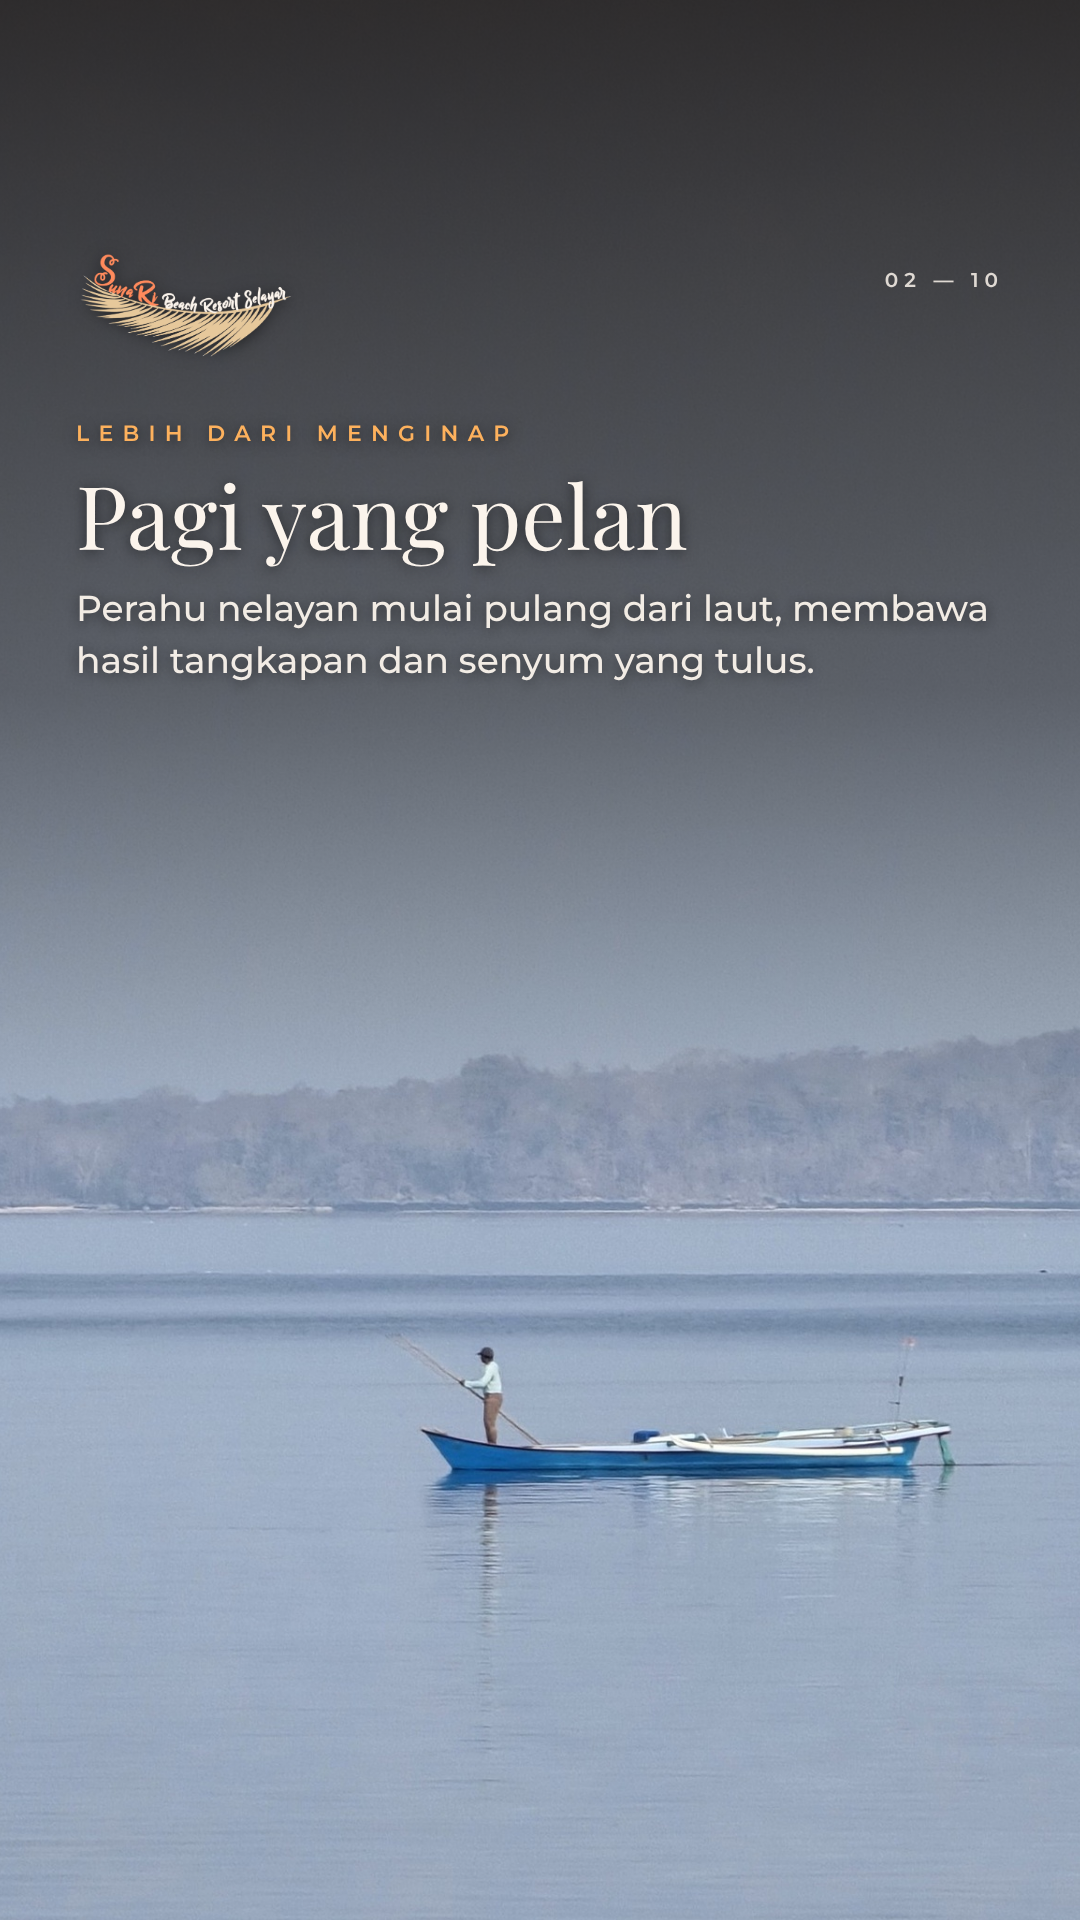 SunaRi Beach Resort Selayar
02 — 10
LEBIH DARI MENGINAP
Pagi yang pelan
Perahu nelayan mulai pulang dari laut, membawa
hasil tangkapan dan senyum yang tulus.